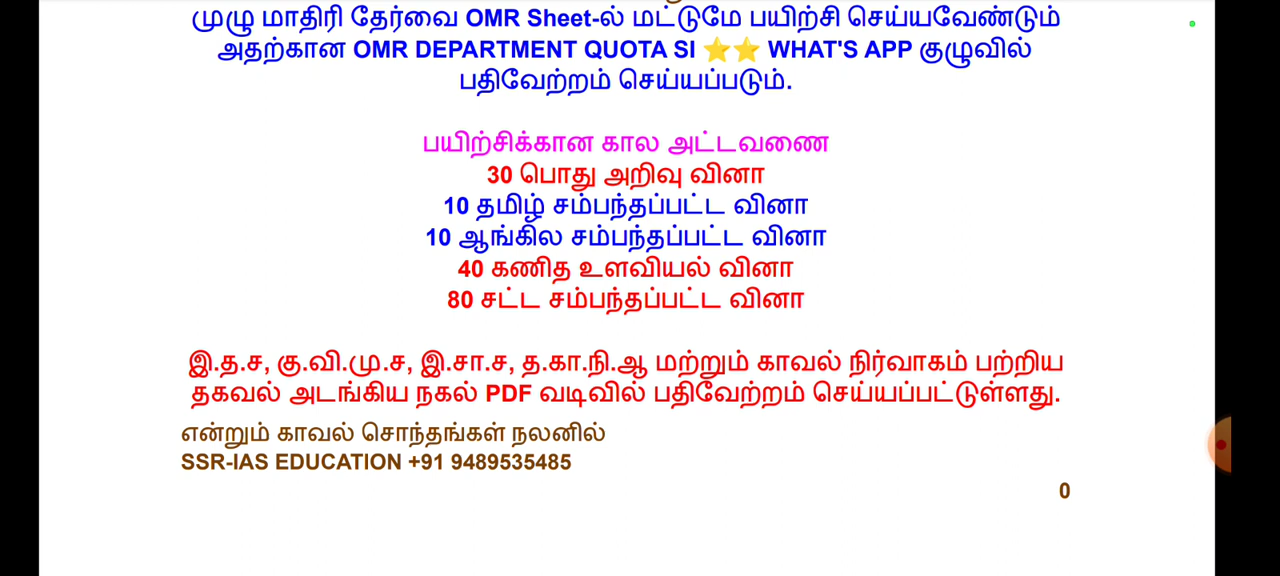 முழு மாதிரி தேர்வை OMR Sheet-ல் மட்டுமே பயிற்சி செய்யவேண்டும்
அதற்கான OMR DEPARTMENT QUOTA SI ⭐⭐ WHAT'S APP குழுவில்
பதிவேற்றம் செய்யப்படும்.
பயிற்சிக்கான கால அட்டவணை
30 பொது அறிவு வினா
10 தமிழ் சம்பந்தப்பட்ட வினா
10 ஆங்கில சம்பந்தப்பட்ட வினா
40 கணித உளவியல் வினா
80 சட்ட சம்பந்தப்பட்ட வினா
இ.த.ச, கு.வி.மு.ச, இ.சா.ச, த.கா.நி.ஆ மற்றும் காவல் நிர்வாகம் பற்றிய
தகவல் அடங்கிய நகல் PDF வடிவில் பதிவேற்றம் செய்யப்பட்டுள்ளது.
என்றும் காவல் சொந்தங்கள் நலனில்
SSR-IAS EDUCATION +91 9489535485
0